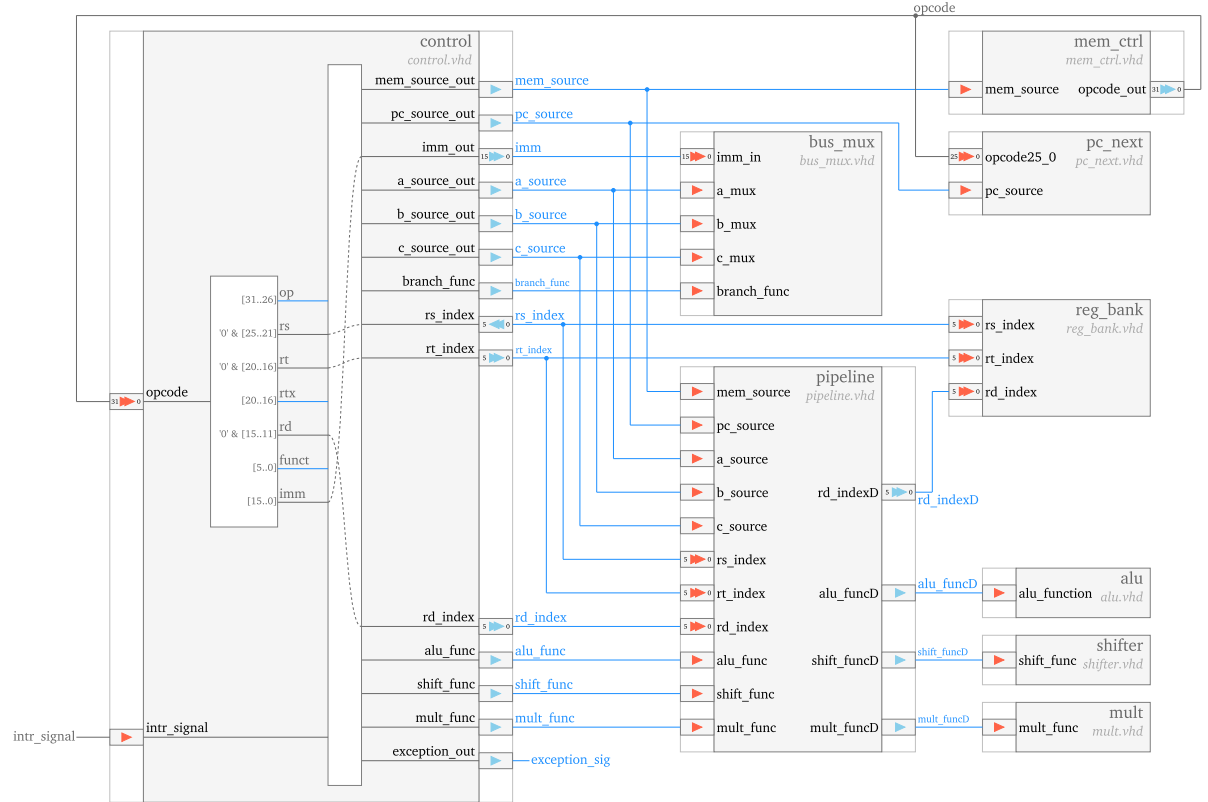 opcode
control
control.vhd
mem_source_out
pc_source_out
imm_out
15
0
a_source_out
b_source_out
c_source_out
branch_func
rs_index
5
0
rt_index
5
0
[31..26]
op
'0' & [25..21]
rs
'0' & [20..16]
rt
[20..16]
rtx
'0' & [15..11]
rd
[5..0]
funct
[15..0]
imm
31
0
opcode
rd_index
5
0
alu_func
shift_func
mult_func
exception_out
intr_signal
intr_signal
mem_source
pc_source
imm
a_source
b_source
c_source
branch_func
rs_index
rt_index
rd_index
alu_func
shift_func
mult_func
exception_sig
bus_mux
bus_mux.vhd
15
0
imm_in
a_mux
b_mux
c_mux
branch_func
pipeline
pipeline.vhd
mem_source
pc_source
a_source
b_source
c_source
5
0
rs_index
5
0
rt_index
5
0
rd_index
alu_func
shift_func
mult_func
rd_indexD
5
0
alu_funcD
shift_funcD
mult_funcD
rd_indexD
alu_funcD
shift_funcD
mult_funcD
mem_ctrl
mem_ctrl.vhd
mem_source
opcode_out
31
0
pc_next
pc_next.vhd
25
0
opcode25_0
pc_source
reg_bank
reg_bank.vhd
5
0
rs_index
5
0
rt_index
5
0
rd_index
alu
alu.vhd
alu_function
shifter
shifter.vhd
shift_func
mult
mult.vhd
mult_func